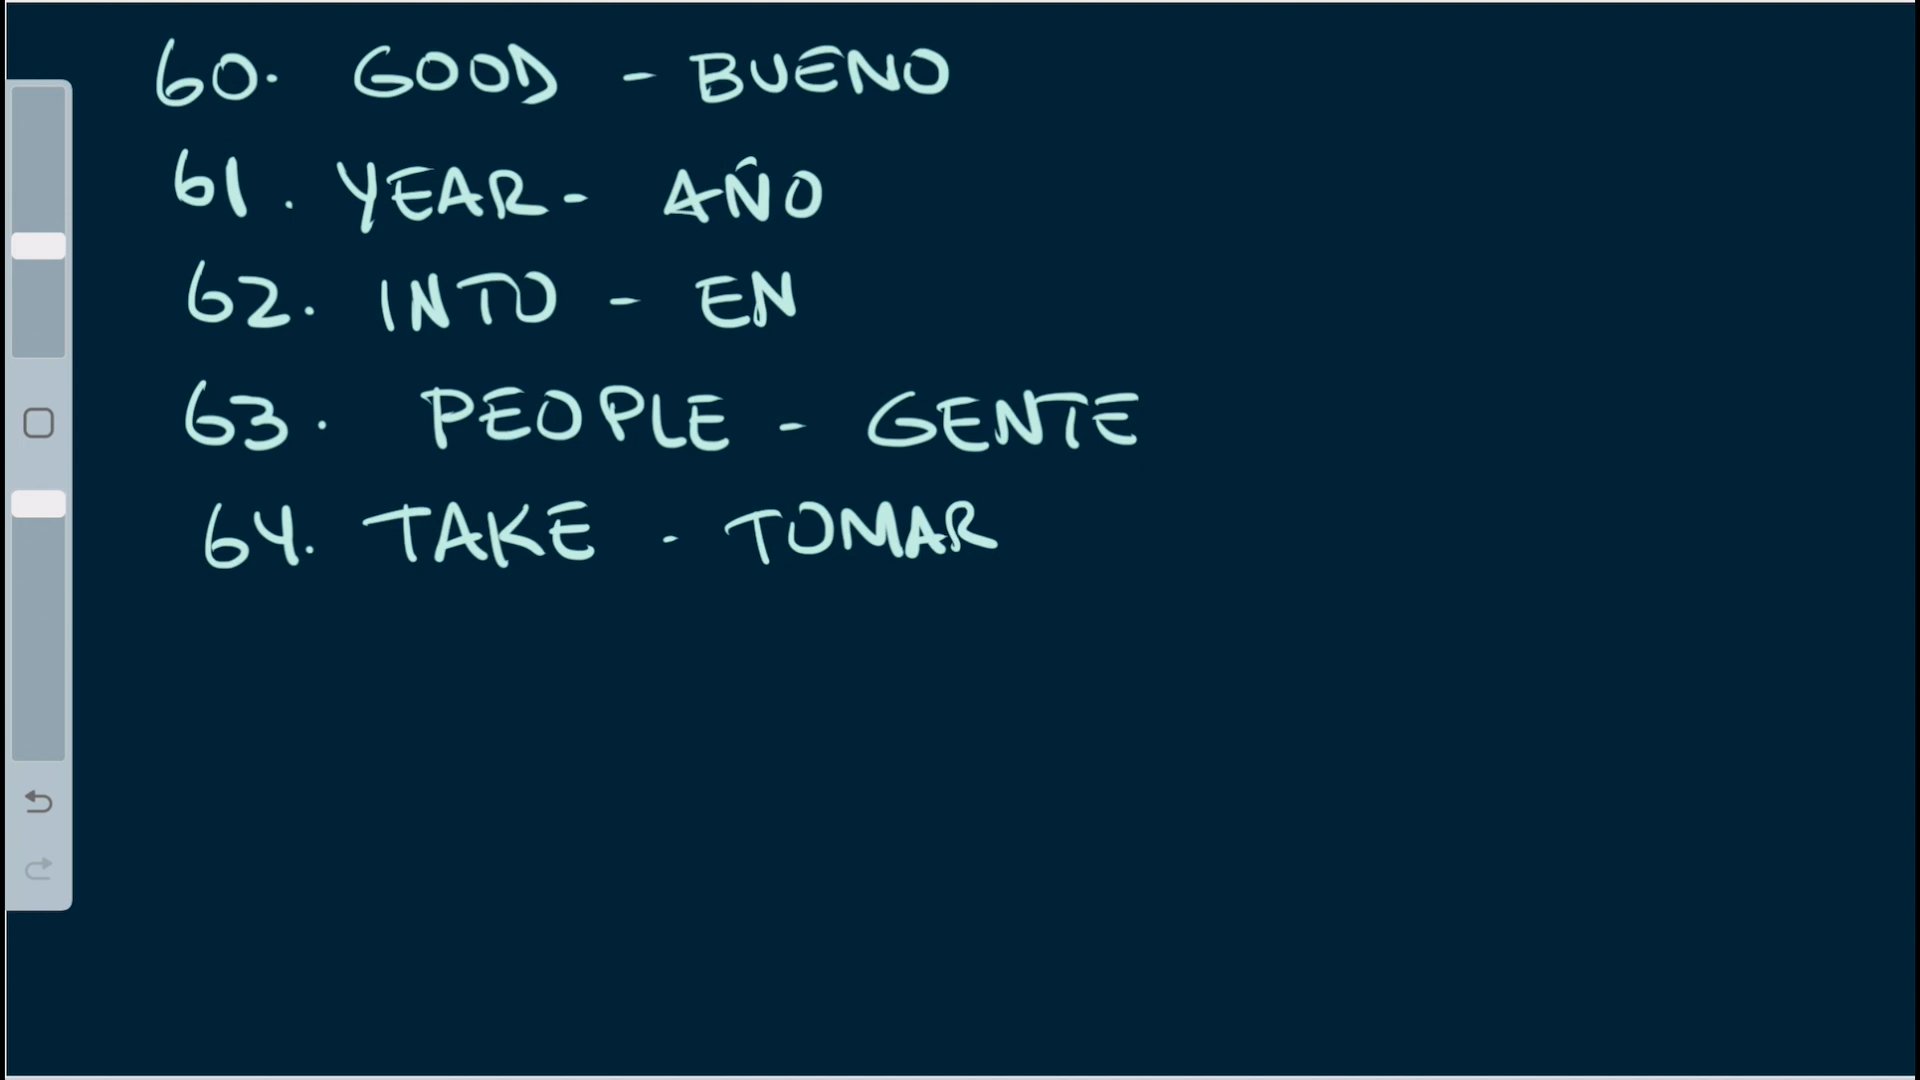 60. GOOD - BUENO
61. YEAR - AÑO
62. INTO - EN
63. PEOPLE - GENTE
64. TAKE - TOMAR